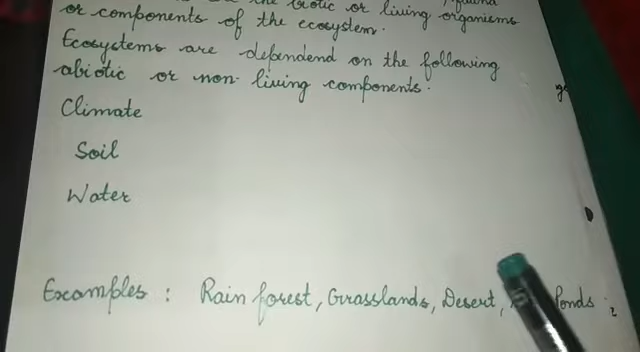 the biotic or living organisms
or components of the ecosystem.
Ecosystems are dependend on the following
abiotic or non-living components.
Climate
Soil
Water
Examples : Rain forest, Grasslands, Desert, Ponds